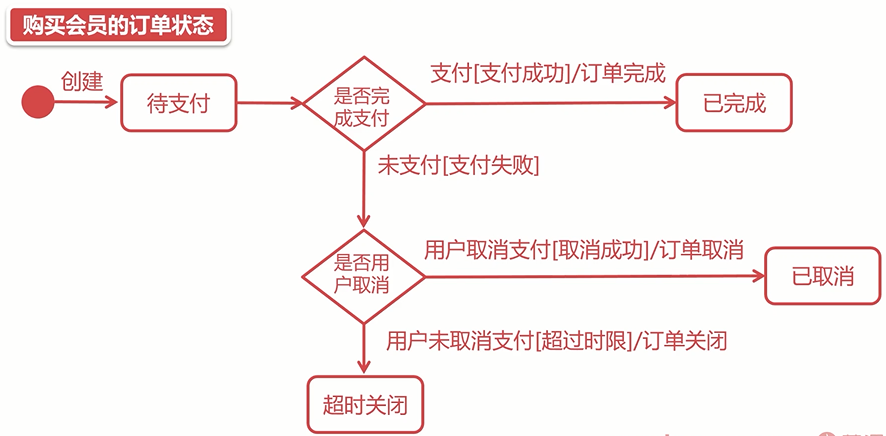 购买会员的订单状态
创建
待支付
是否完
成支付
支付[支付成功]/订单完成
已完成
未支付[支付失败]
是否用
户取消
用户取消支付[取消成功]/订单取消
已取消
用户未取消支付[超过时限]/订单关闭
超时关闭